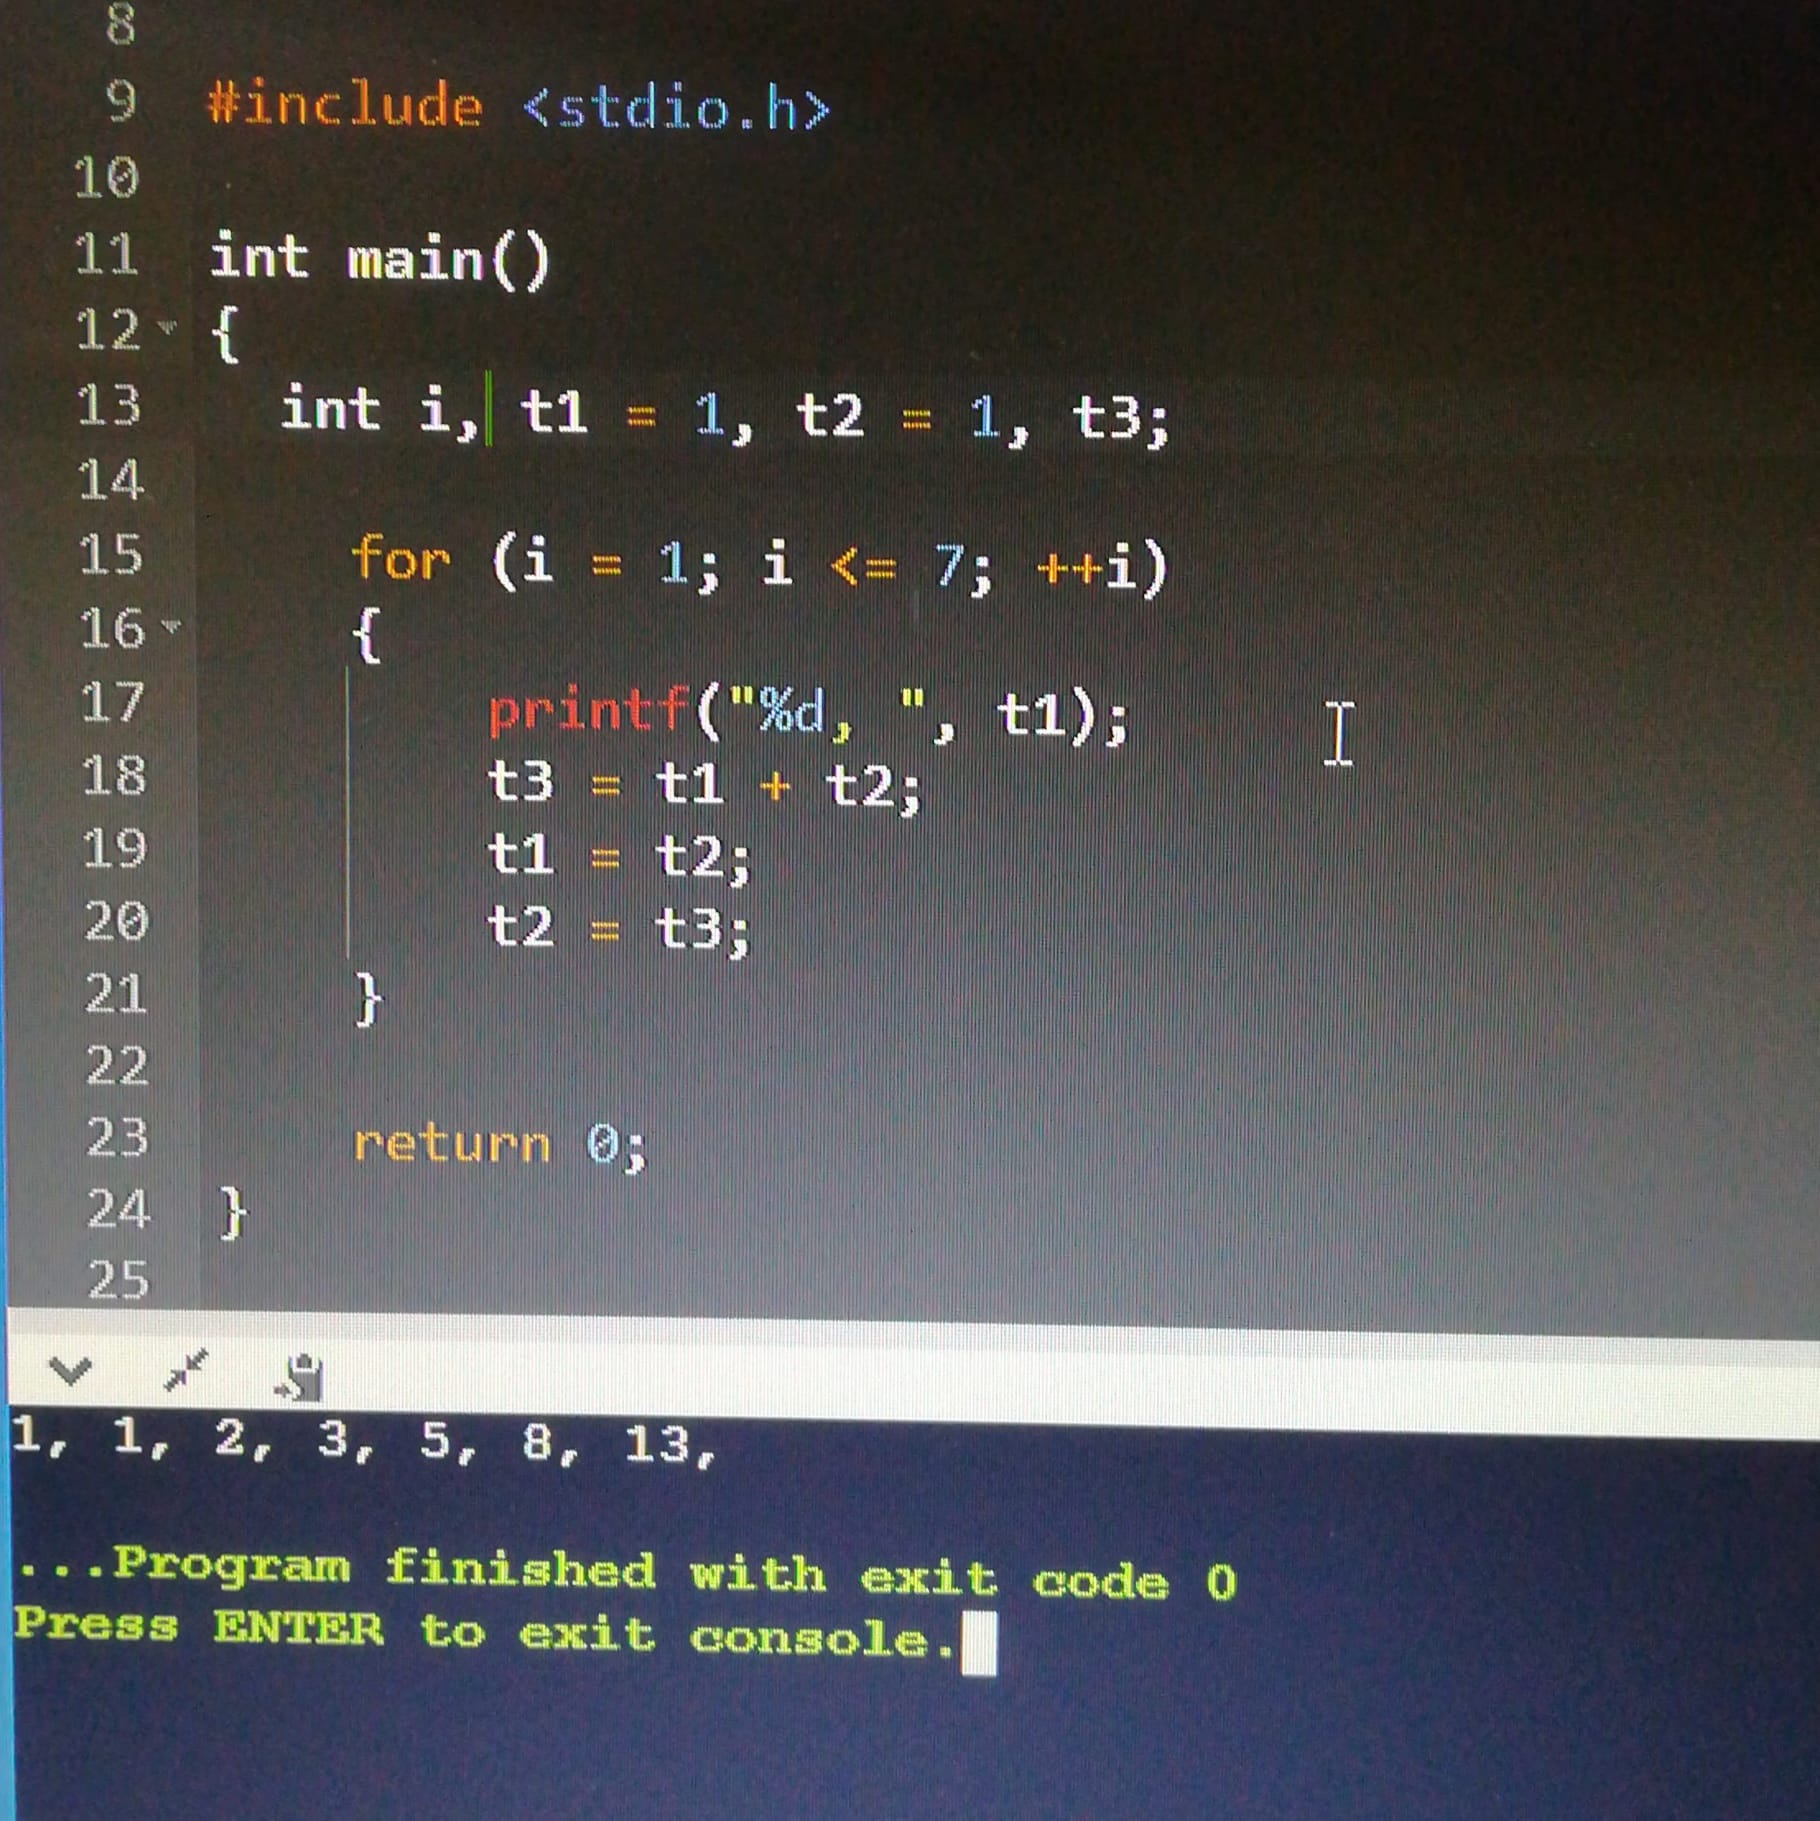 8
9 #include <stdio.h>
10
11 int main()
12 {
13 int i, t1 = 1, t2 = 1, t3;
14
15 for (i = 1; i <= 7; ++i)
16 {
17 printf("%d, ", t1);
18 t3 = t1 + t2;
19 t1 = t2;
20 t2 = t3;
21 }
22
23 return 0;
24 }
25
1, 1, 2, 3, 5, 8, 13,
...Program finished with exit code 0
Press ENTER to exit console.